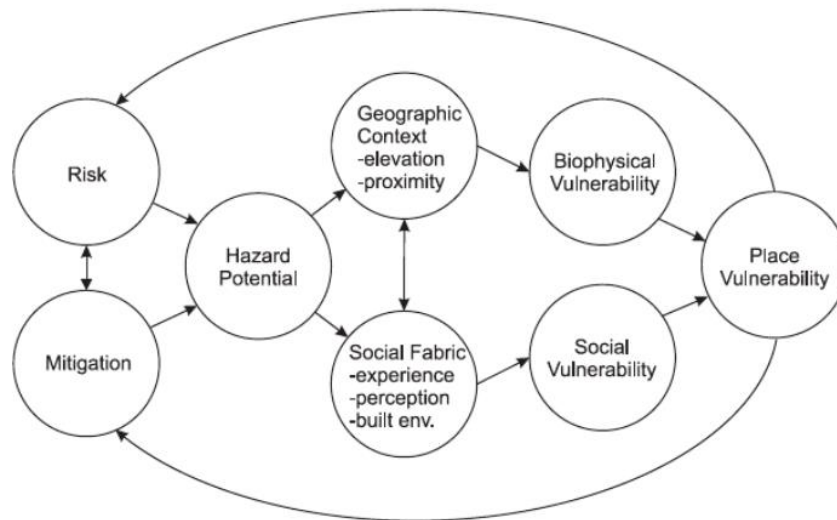 Risk
Mitigation
Hazard
Potential
Geographic
Context
-elevation
-proximity
Social Fabric
-experience
-perception
-built env.
Biophysical
Vulnerability
Social
Vulnerability
Place
Vulnerability